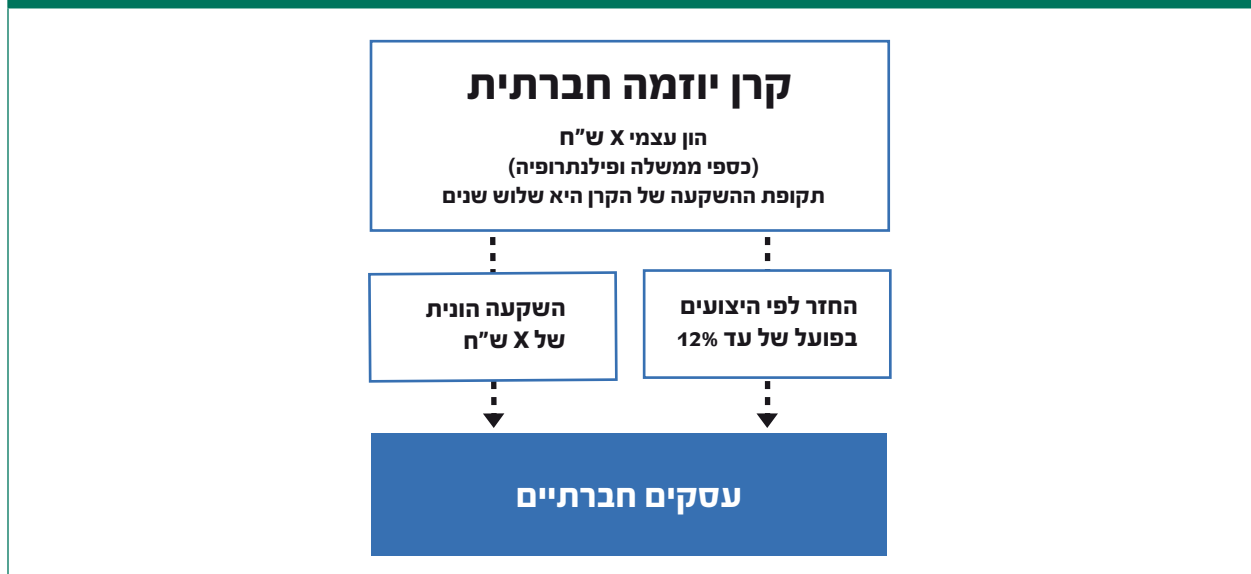 קרן יוזמה חברתית
הון עצמי X ש"ח
(כספי ממשלה ופילנתרופיה)
תקופת ההשקעה של הקרן היא שלוש שנים
החזר לפי היצועים
בפועל של עד 12%
השקעה הונית
של X ש"ח
עסקים חברתיים